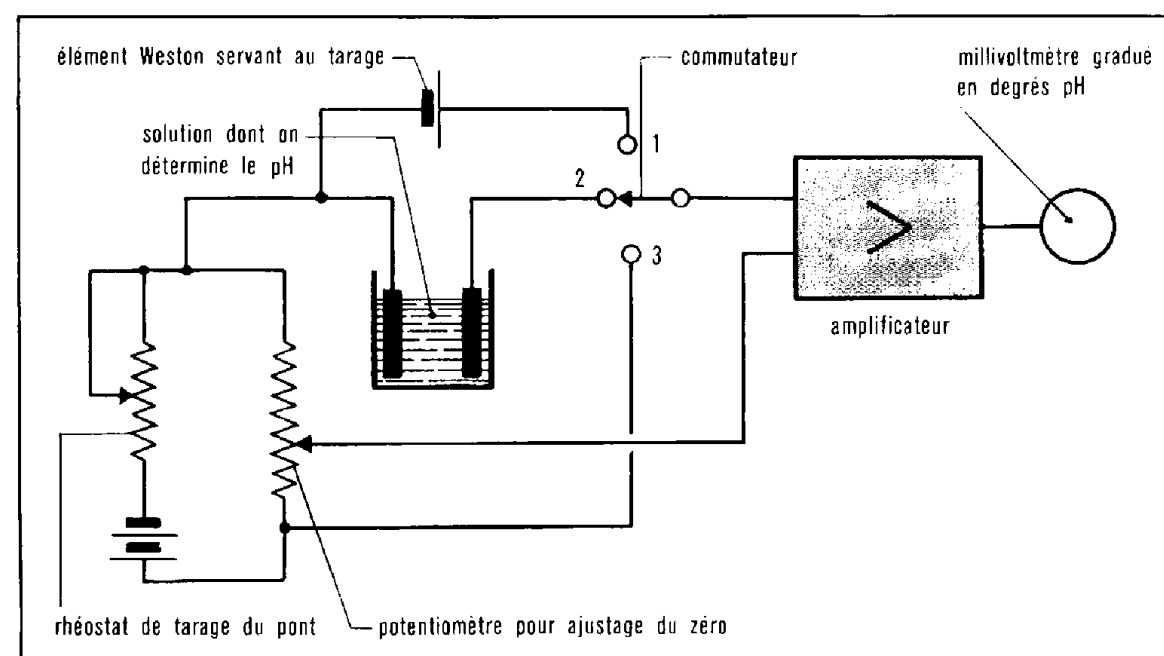 élément Weston servant au tarage
commutateur
millivoltmètre gradué
en degrés pH
solution dont on
détermine le pH
1
2
3
amplificateur
rhéostat de tarage du pont
potentiomètre pour ajustage du zéro